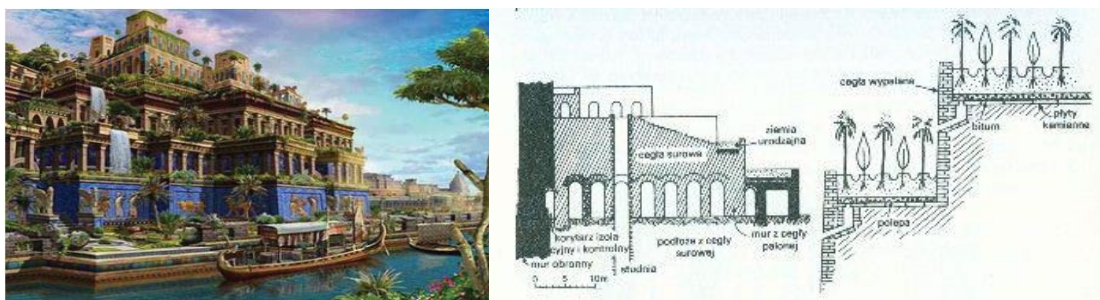 cegła wypalana
bitum
płyty
kamienne
ziemia
urodzajna
cegła surowa
polepa
korytarz izola
cyjny i kontrolny
mur obronny
studnia
podłoże z cegły
surowej
mur z cegły
palonej
0 5 10m